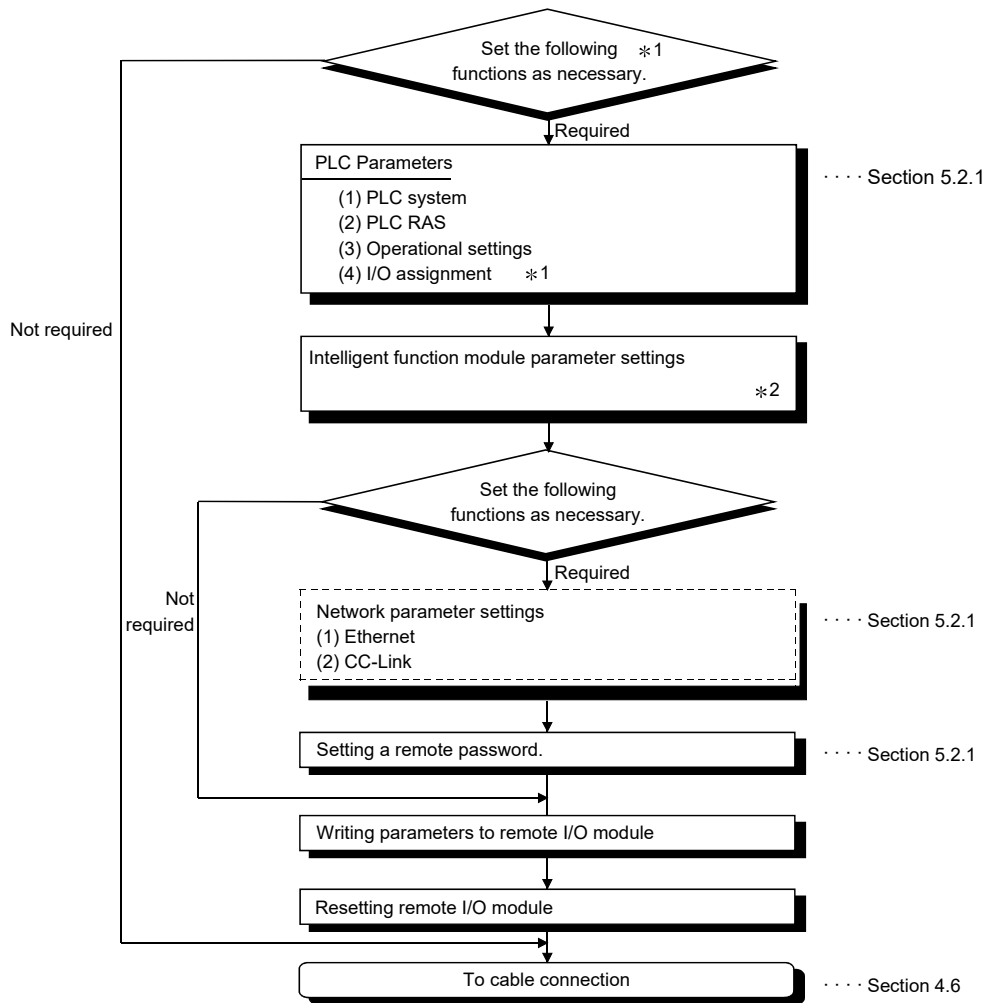 Set the following *1
functions as necessary.
Required
PLC Parameters
(1) PLC system
(2) PLC RAS
(3) Operational settings
(4) I/O assignment *1
· · · · Section 5.2.1
Not required
Intelligent function module parameter settings
*2
Set the following
functions as necessary.
Required
Not
required
Network parameter settings
(1) Ethernet
(2) CC-Link
· · · · Section 5.2.1
Setting a remote password.
· · · · Section 5.2.1
Writing parameters to remote I/O module
Resetting remote I/O module
To cable connection
· · · · Section 4.6